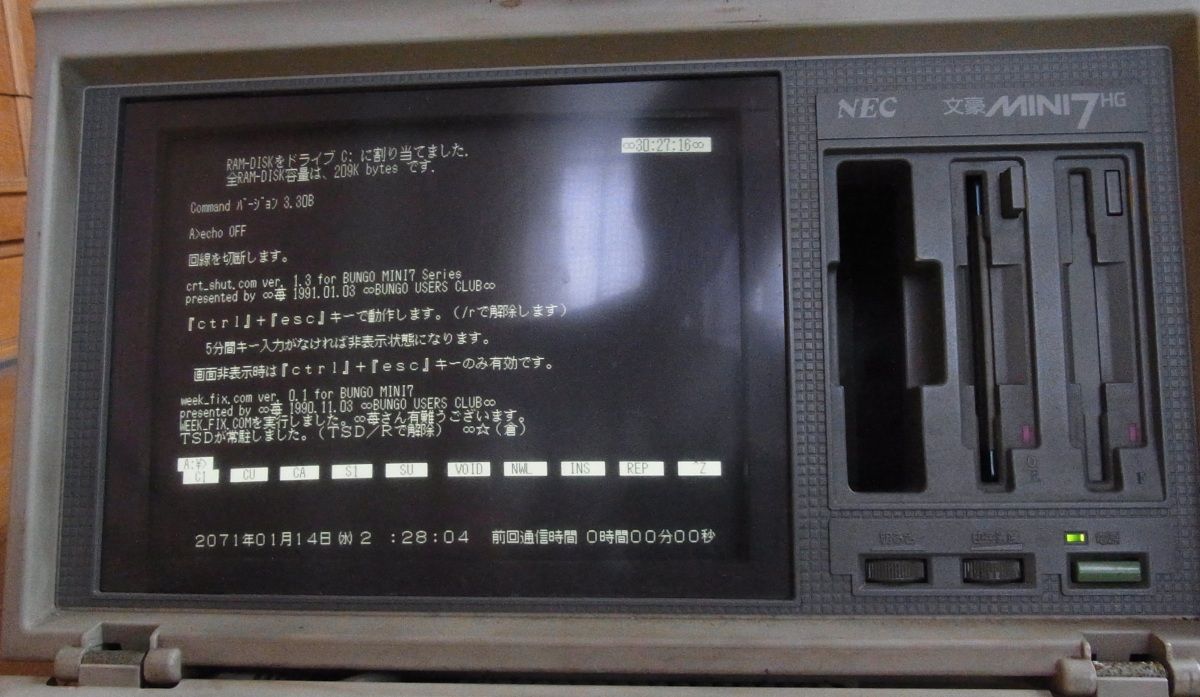 NEC 文豪MINI7HG
∞30:27:16∞
RAM-DISKをドライブ C: に割り当てました.
全RAM-DISK容量は、209K bytes です.
Command バージョン 3.30B
A>echo OFF
回線を切断します。
crt_shut.com ver. 1.3 for BUNGO MINI7 Series
presented by ∞苺 1991.01.03 ∞BUNGO USERS CLUB∞
『ctrl』+『esc』キーで動作します。(/rで解除します)
5分間キー入力がなければ非表示状態になります。
画面非表示時は『ctrl』+『esc』キーのみ有効です。
week_fix.com ver. 0.1 for BUNGO MINI7
presented by ∞苺 1990.11.03 ∞BUNGO USERS CLUB∞
WEEK_FIX.COMを実行しました。∞苺さん有難うございます。
TSDが常駐しました。(TSD/Rで解除) ∞☆(倉)
A:¥>
C1 CU CA S1 SU VOID NWL INS REP ^Z
2071年01月14日㈬ 2 :28:04 前回通信時間 0時間00分00秒
電源